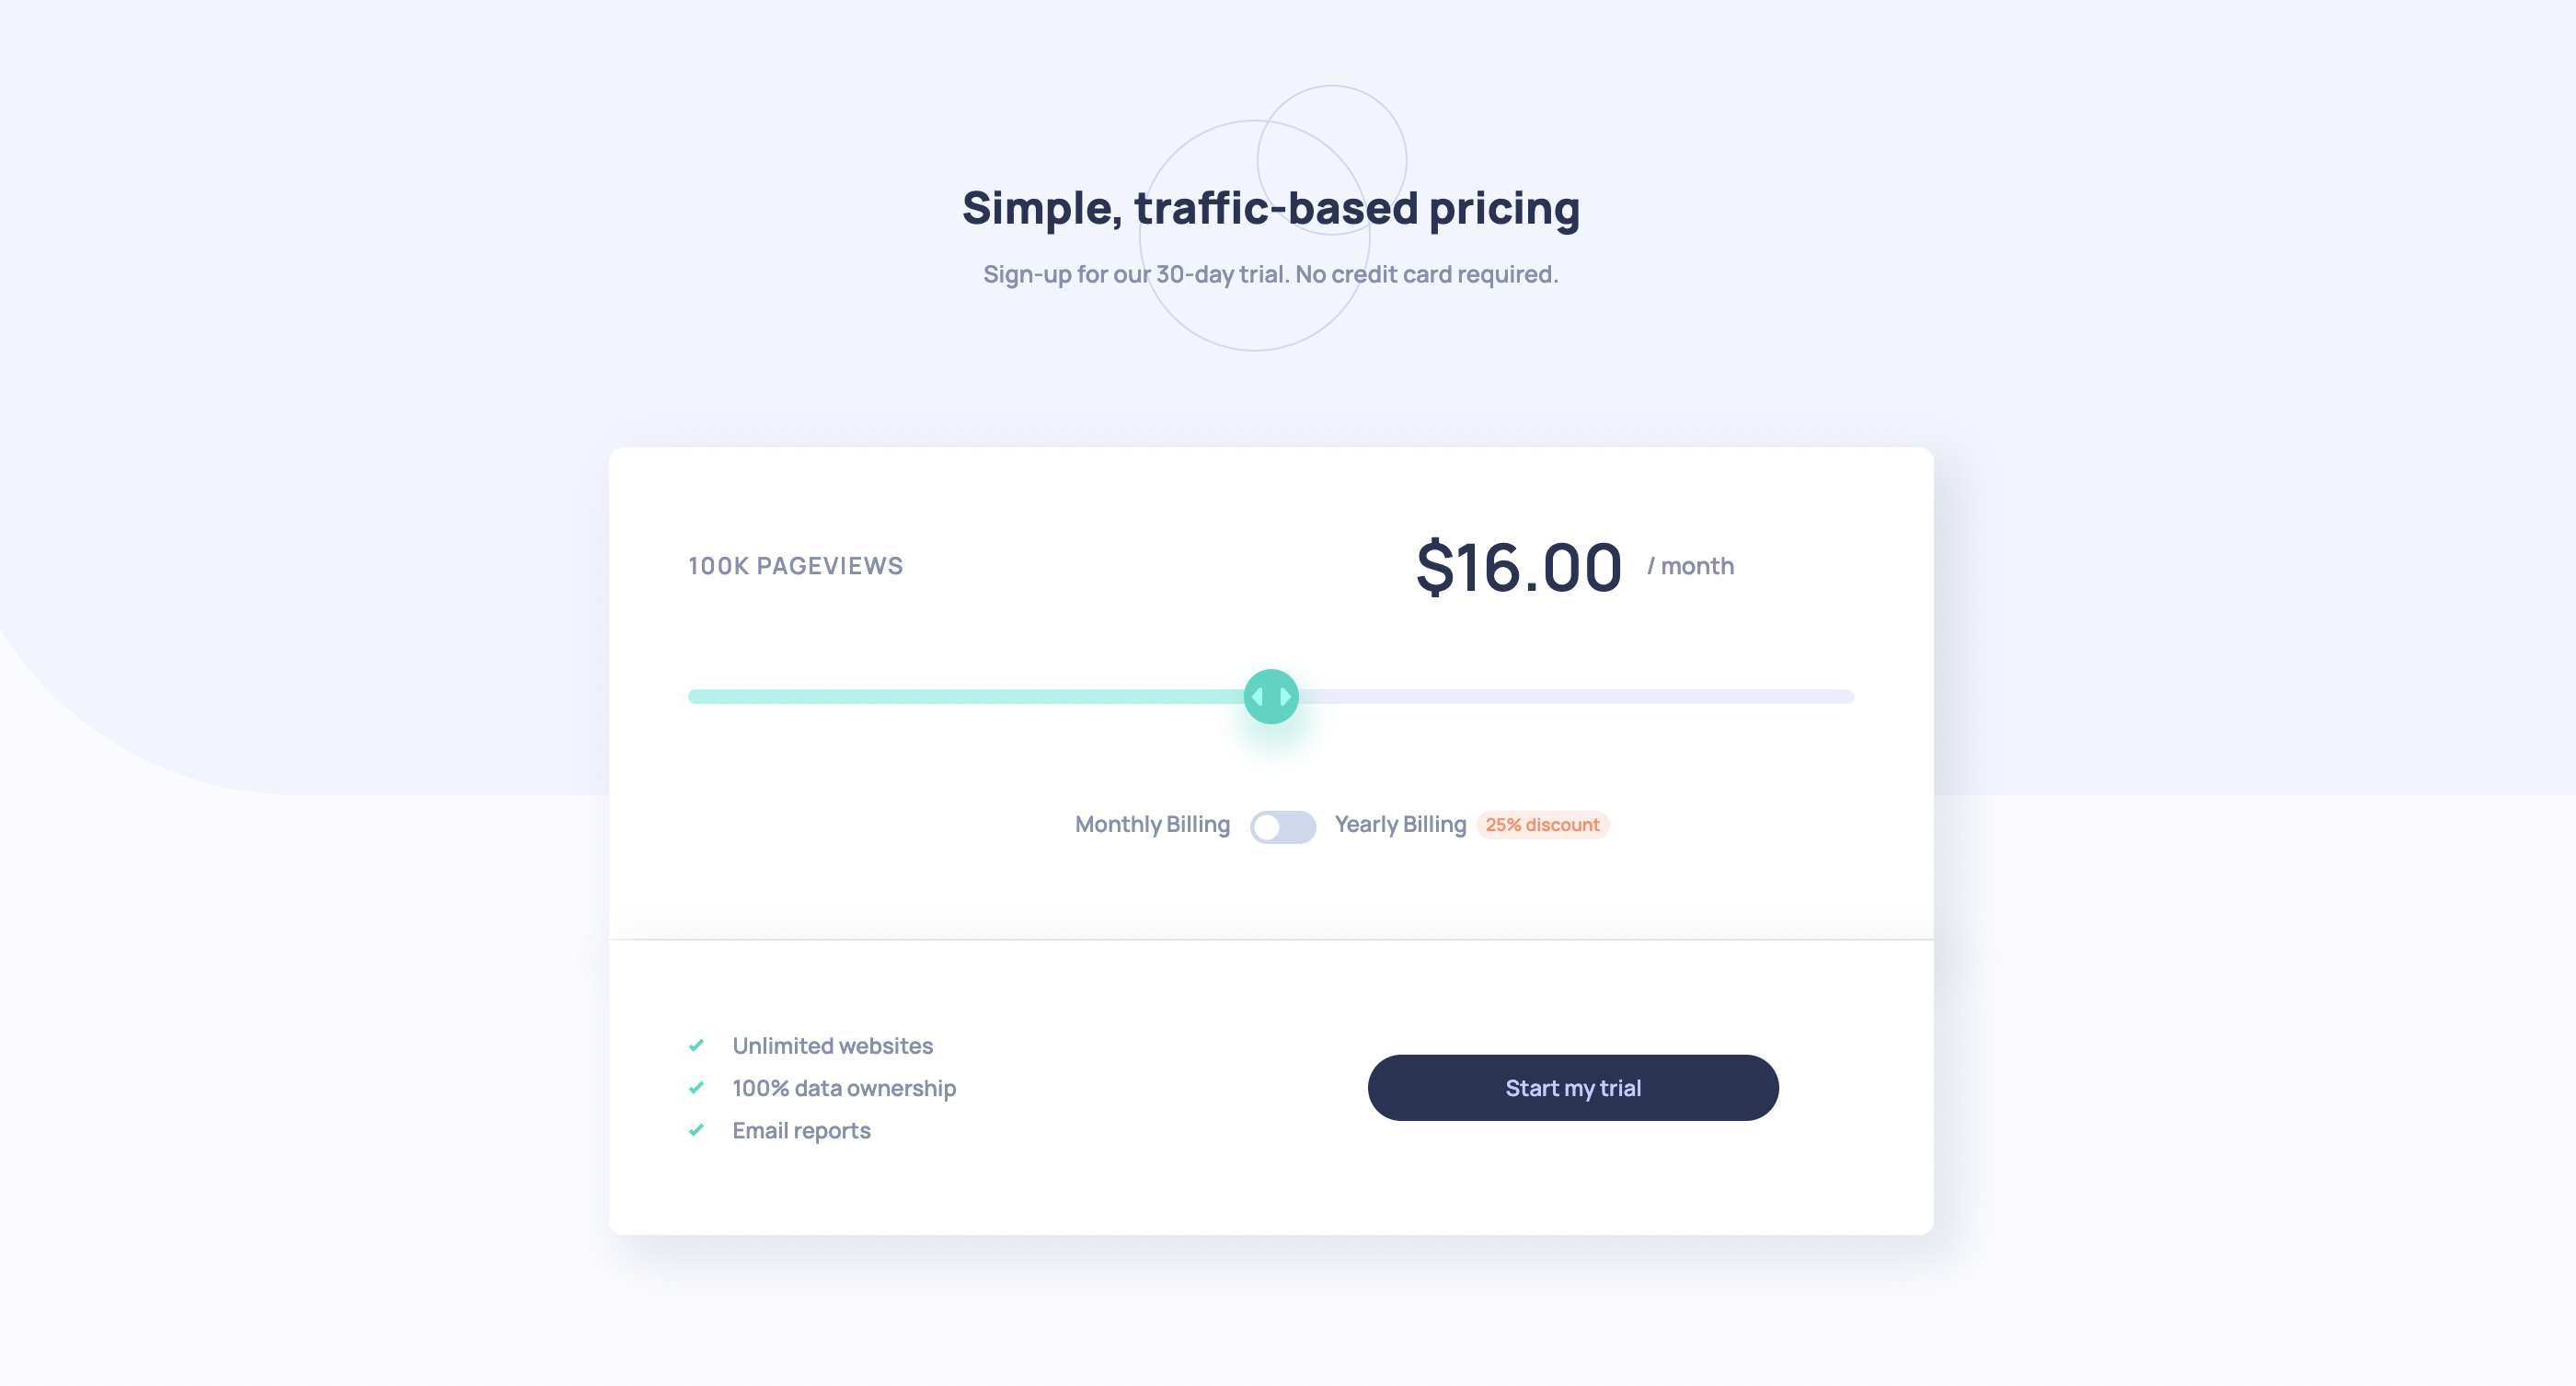 Simple, traffic-based pricing
Sign-up for our 30-day trial. No credit card required.
100K PAGEVIEWS
$16.00 / month
Monthly Billing Yearly Billing 25% discount
Unlimited websites
100% data ownership
Email reports
Start my trial